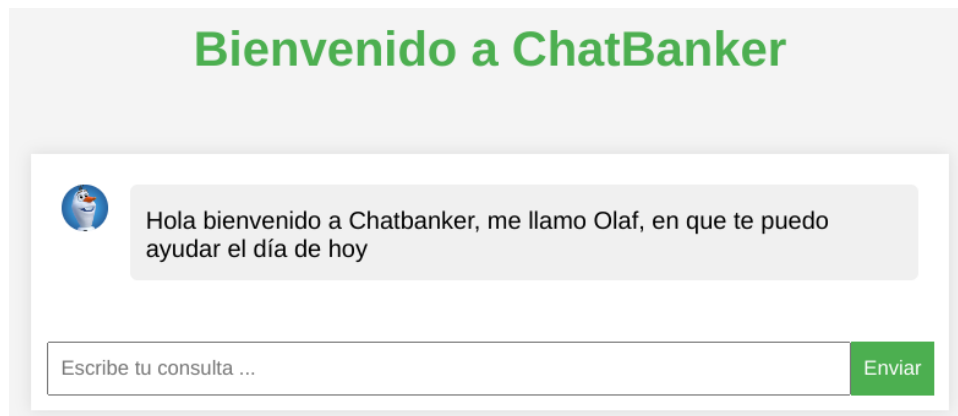 Bienvenido a ChatBanker
Hola bienvenido a Chatbanker, me llamo Olaf, en que te puedo
ayudar el día de hoy
Escribe tu consulta ...
Enviar